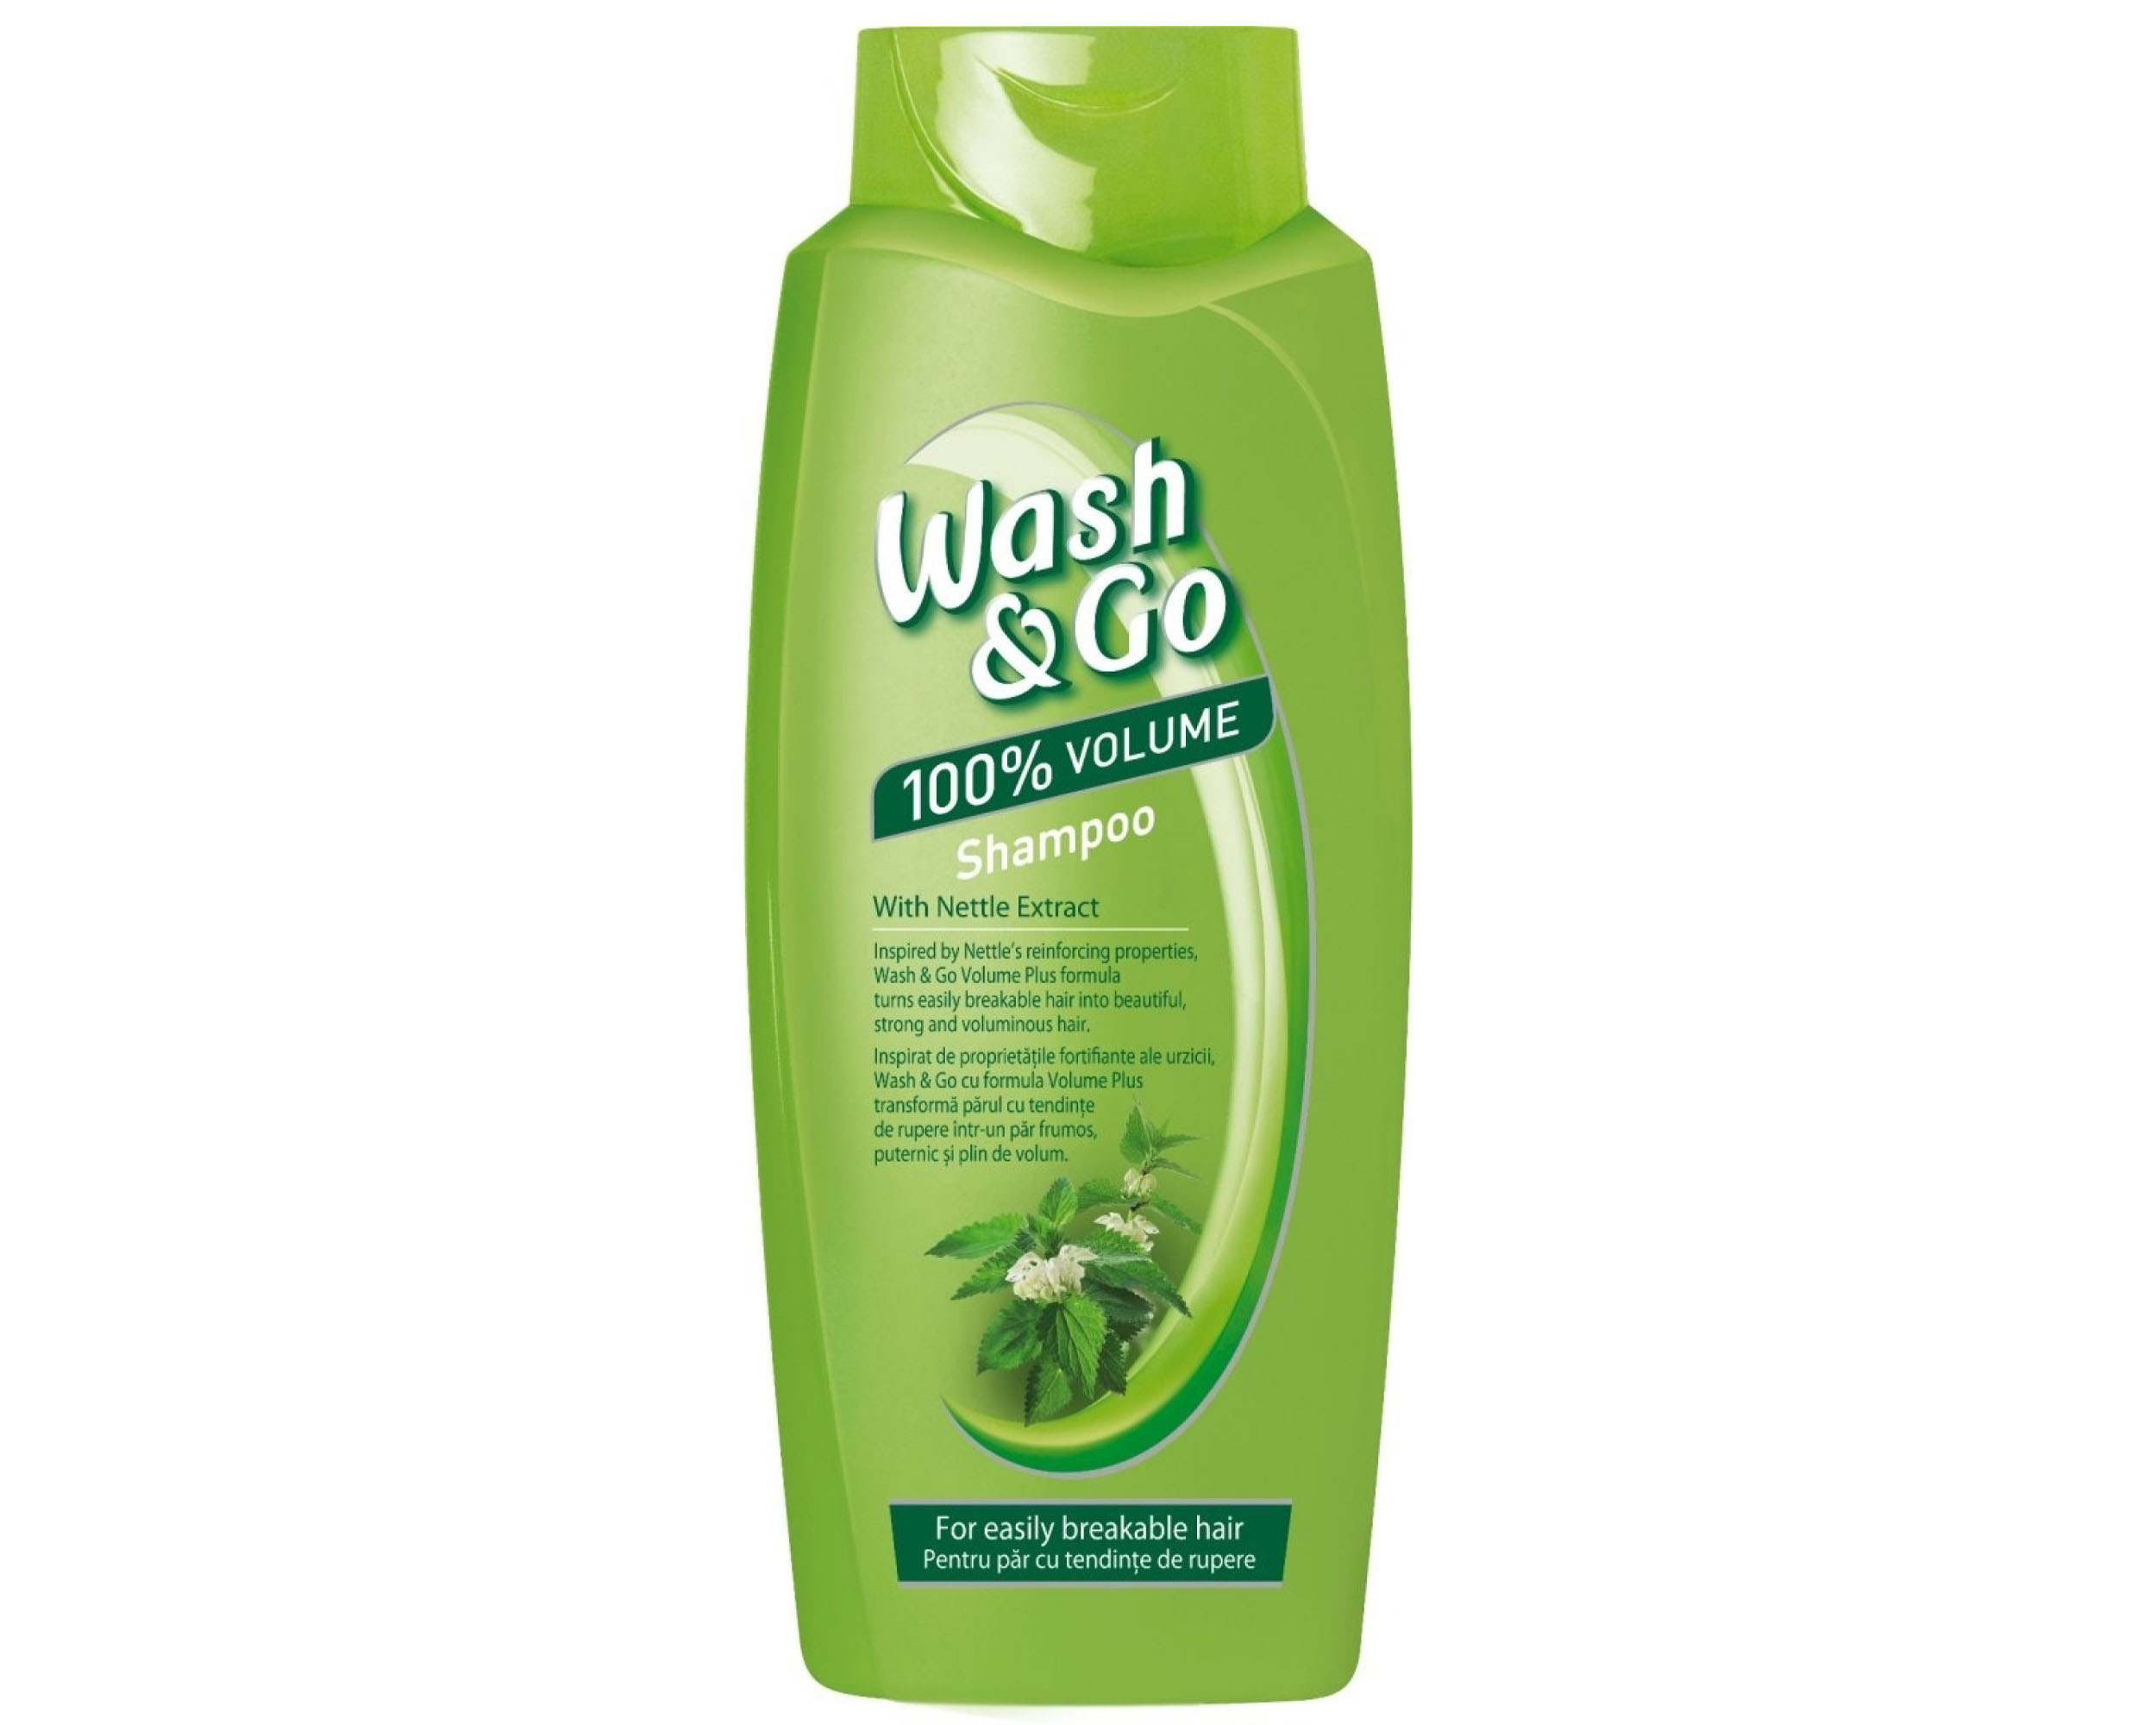 Wash
& Go
100% VOLUME
Shampoo
With Nettle Extract
Inspired by Nettle's reinforcing properties,
Wash & Go Volume Plus formula
turns easily breakable hair into beautiful,
strong and voluminous hair.
Inspirat de proprietățile fortifiante ale urzicii,
Wash & Go cu formula Volume Plus
transformă părul cu tendințe
de rupere într-un păr frumos,
puternic și plin de volum.
For easily breakable hair
Pentru păr cu tendințe de rupere